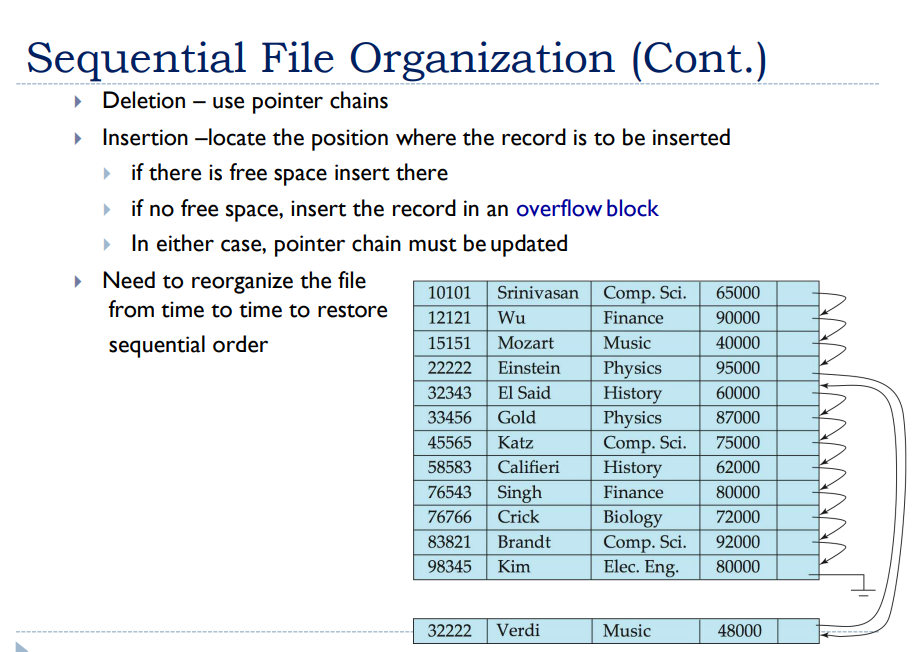 Sequential File Organization (Cont.)
Deletion – use pointer chains
Insertion –locate the position where the record is to be inserted
if there is free space insert there
if no free space, insert the record in an overflow block
In either case, pointer chain must be updated
Need to reorganize the file
from time to time to restore
sequential order
10101 Srinivasan Comp. Sci. 65000
12121 Wu Finance 90000
15151 Mozart Music 40000
22222 Einstein Physics 95000
32343 El Said History 60000
33456 Gold Physics 87000
45565 Katz Comp. Sci. 75000
58583 Califieri History 62000
76543 Singh Finance 80000
76766 Crick Biology 72000
83821 Brandt Comp. Sci. 92000
98345 Kim Elec. Eng. 80000
32222 Verdi Music 48000